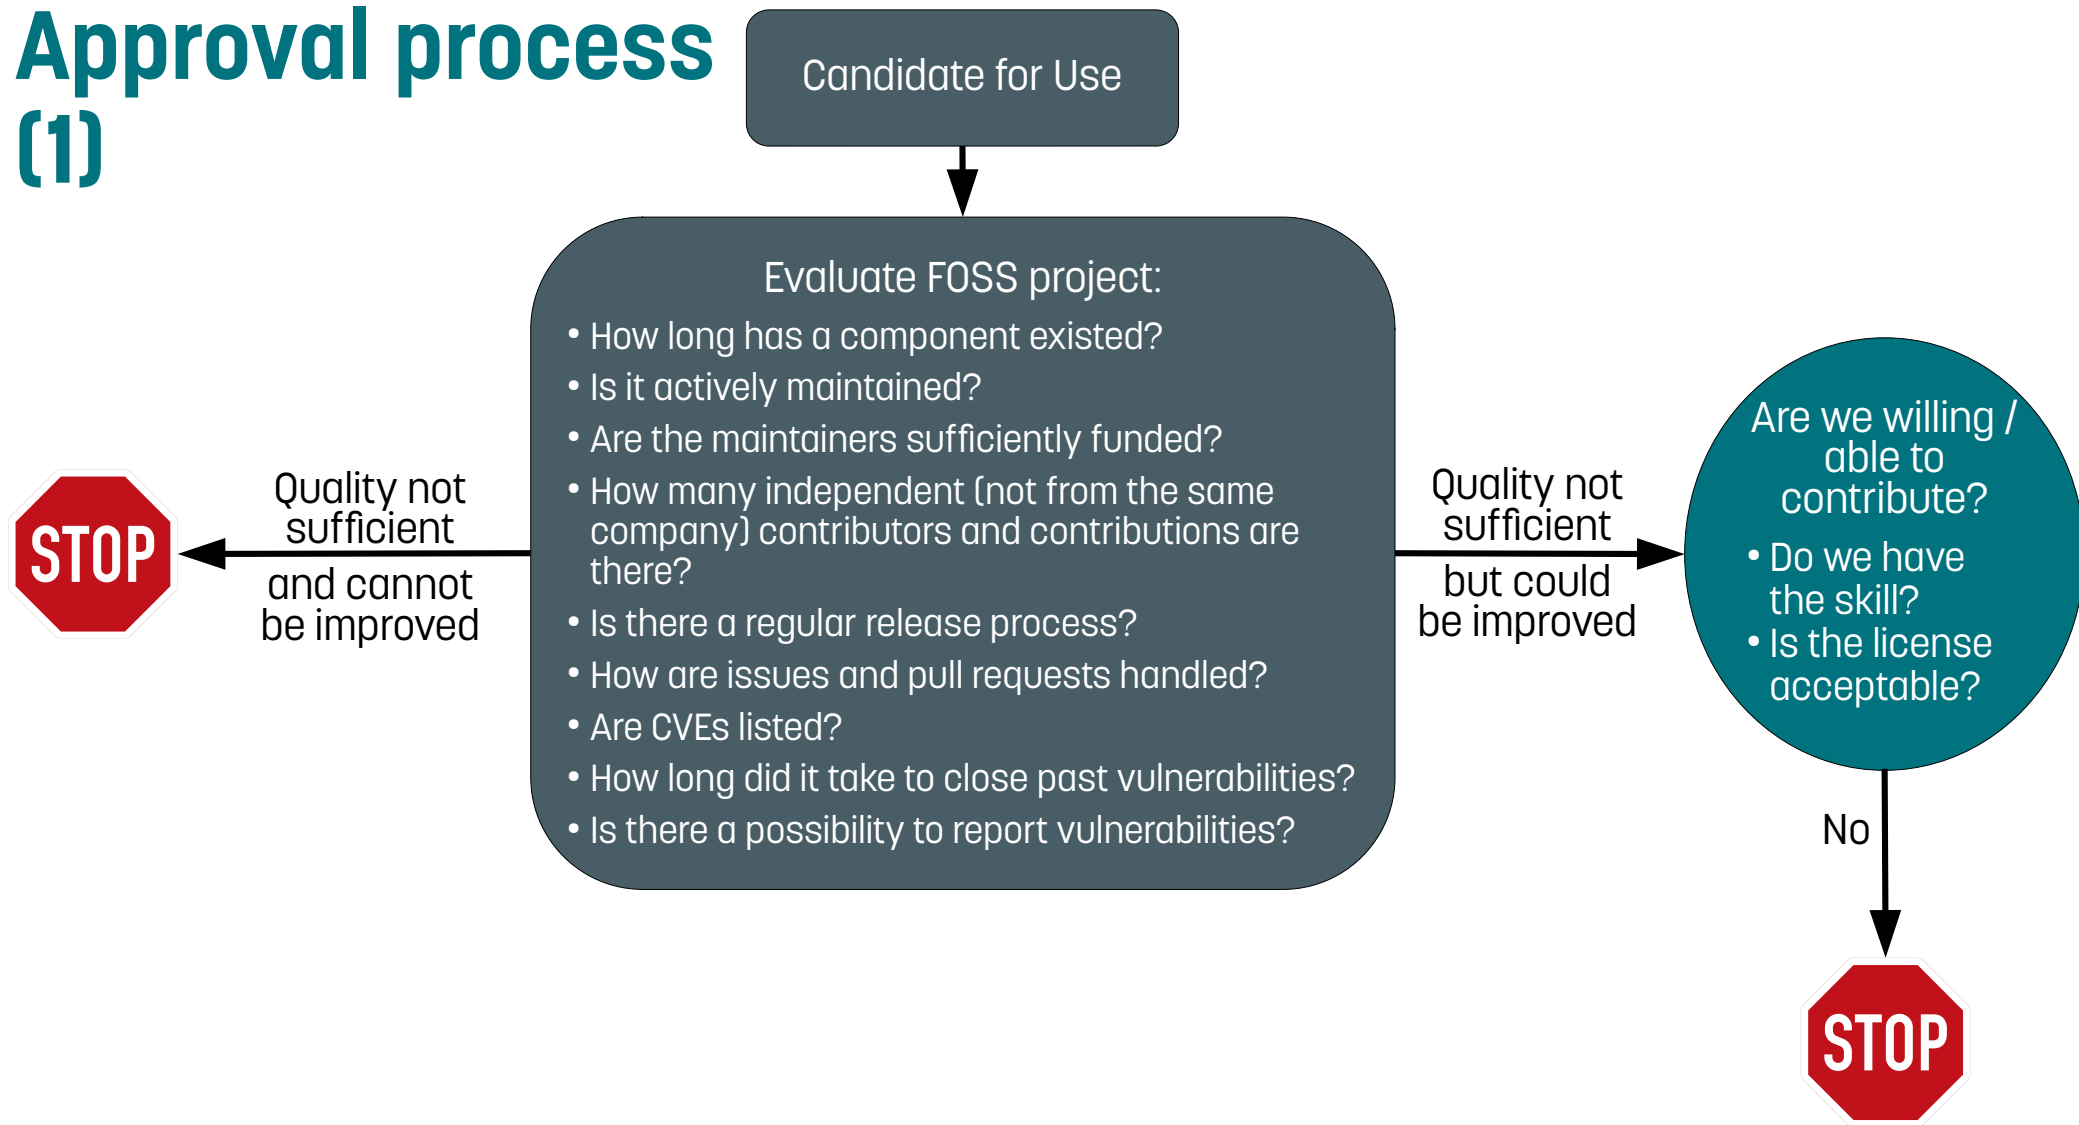 Approval process
(1)
Candidate for Use
Evaluate FOSS project:
• How long has a component existed?
• Is it actively maintained?
• Are the maintainers sufficiently funded?
• How many independent (not from the same
company) contributors and contributions are
there?
• Is there a regular release process?
• How are issues and pull requests handled?
• Are CVEs listed?
• How long did it take to close past vulnerabilities?
• Is there a possibility to report vulnerabilities?
Quality not
sufficient
and cannot
be improved
STOP
Quality not
sufficient
but could
be improved
Are we willing /
able to
contribute?
• Do we have
the skill?
• Is the license
acceptable?
No
STOP